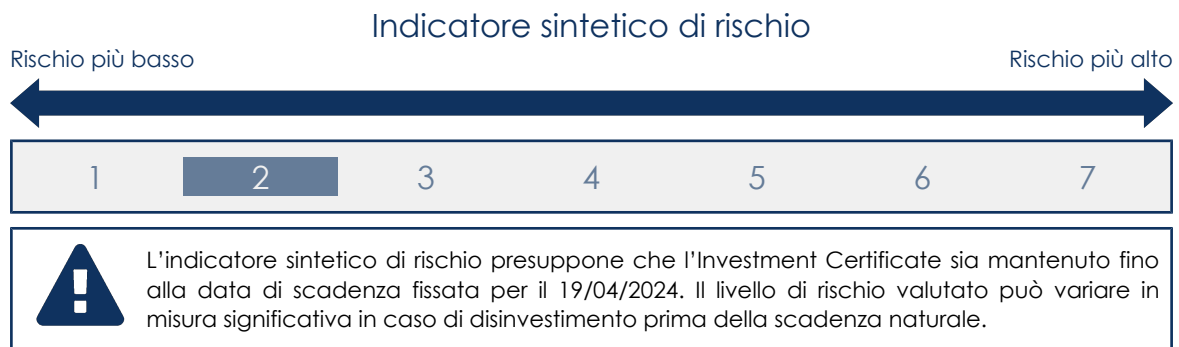 Indicatore sintetico di rischio
Rischio più basso Rischio più alto
1 2 3 4 5 6 7
L'indicatore sintetico di rischio presuppone che l'Investment Certificate sia mantenuto fino
alla data di scadenza fissata per il 19/04/2024. Il livello di rischio valutato può variare in
misura significativa in caso di disinvestimento prima della scadenza naturale.